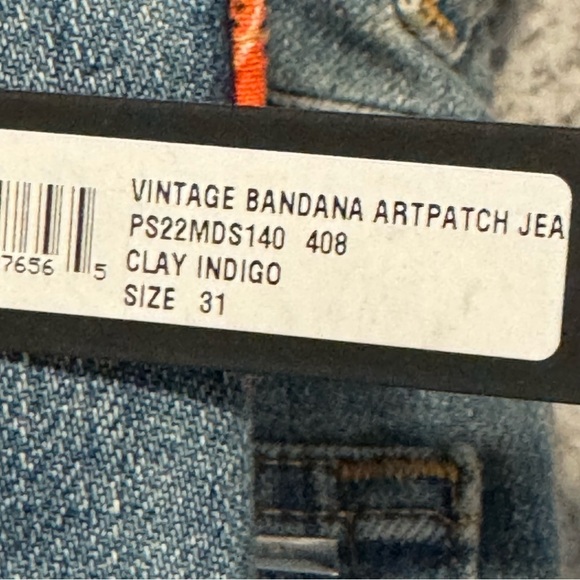 VINTAGE BANDANA ARTPATCH JEA
PS22MDS140 408
7656 5
CLAY INDIGO
SIZE 31